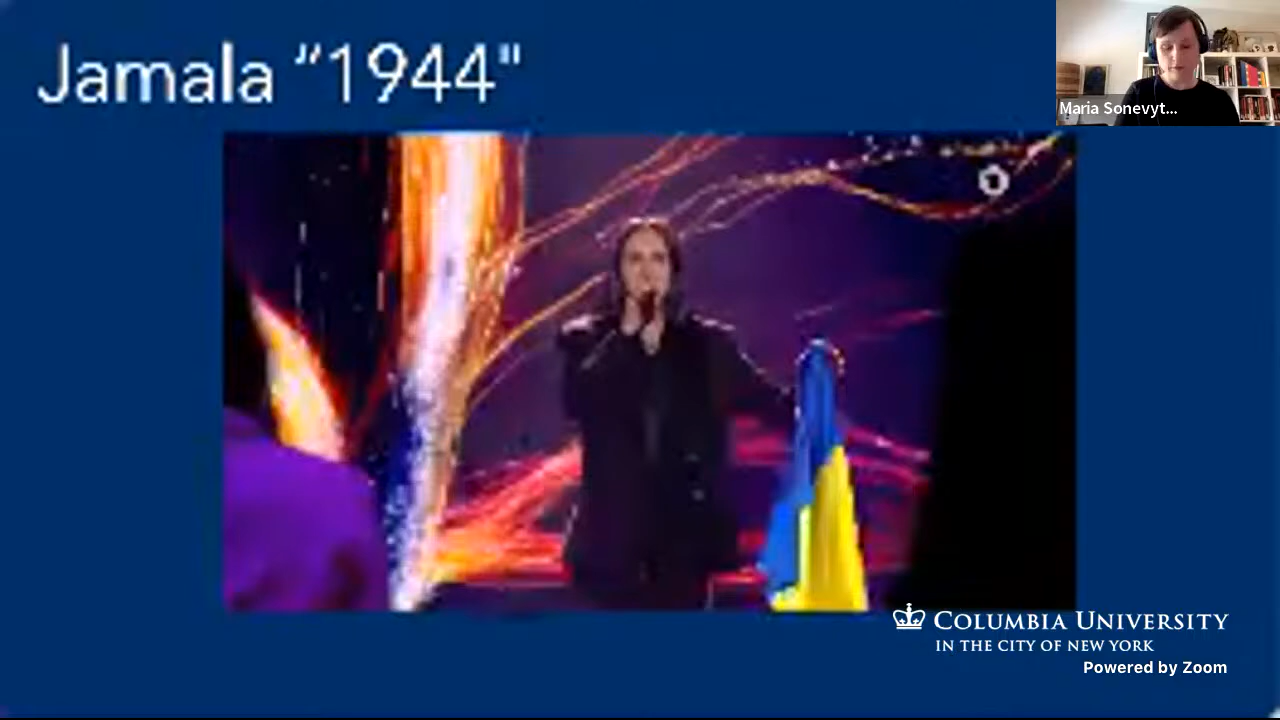 Jamala “1944"
Maria Sonevyt...
COLUMBIA UNIVERSITY
IN THE CITY OF NEW YORK
Powered by Zoom